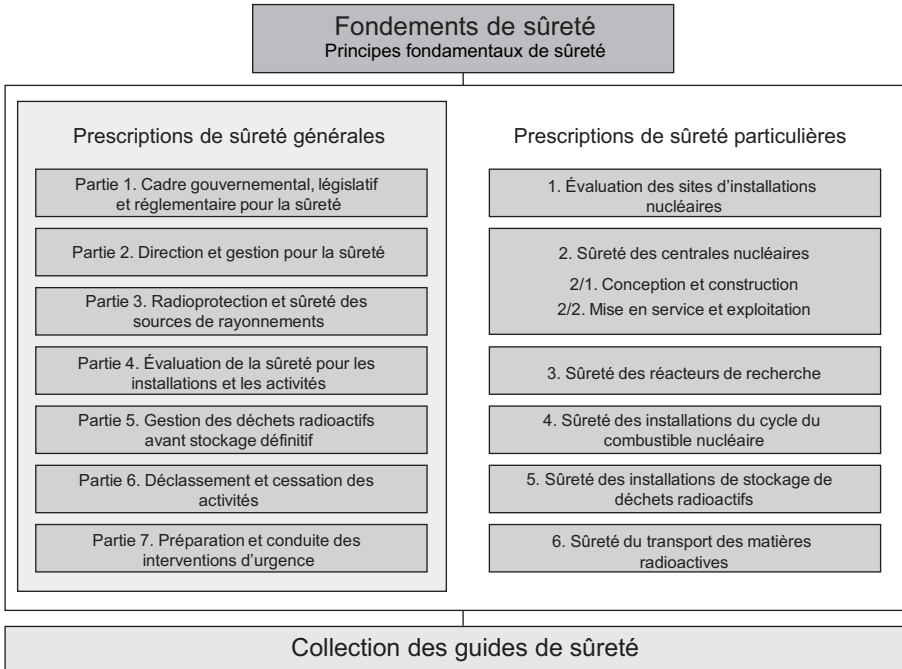 Fondements de sûreté
Principes fondamentaux de sûreté
Prescriptions de sûreté générales
Partie 1. Cadre gouvernemental, législatif
et réglementaire pour la sûreté
Partie 2. Direction et gestion pour la sûreté
Partie 3. Radioprotection et sûreté des
sources de rayonnements
Partie 4. Évaluation de la sûreté pour les
installations et les activités
Partie 5. Gestion des déchets radioactifs
avant stockage définitif
Partie 6. Déclassement et cessation des
activités
Partie 7. Préparation et conduite des
interventions d’urgence
Prescriptions de sûreté particulières
1. Évaluation des sites d’installations
nucléaires
2. Sûreté des centrales nucléaires
2/1. Conception et construction
2/2. Mise en service et exploitation
3. Sûreté des réacteurs de recherche
4. Sûreté des installations du cycle du
combustible nucléaire
5. Sûreté des installations de stockage de
déchets radioactifs
6. Sûreté du transport des matières
radioactives
Collection des guides de sûreté